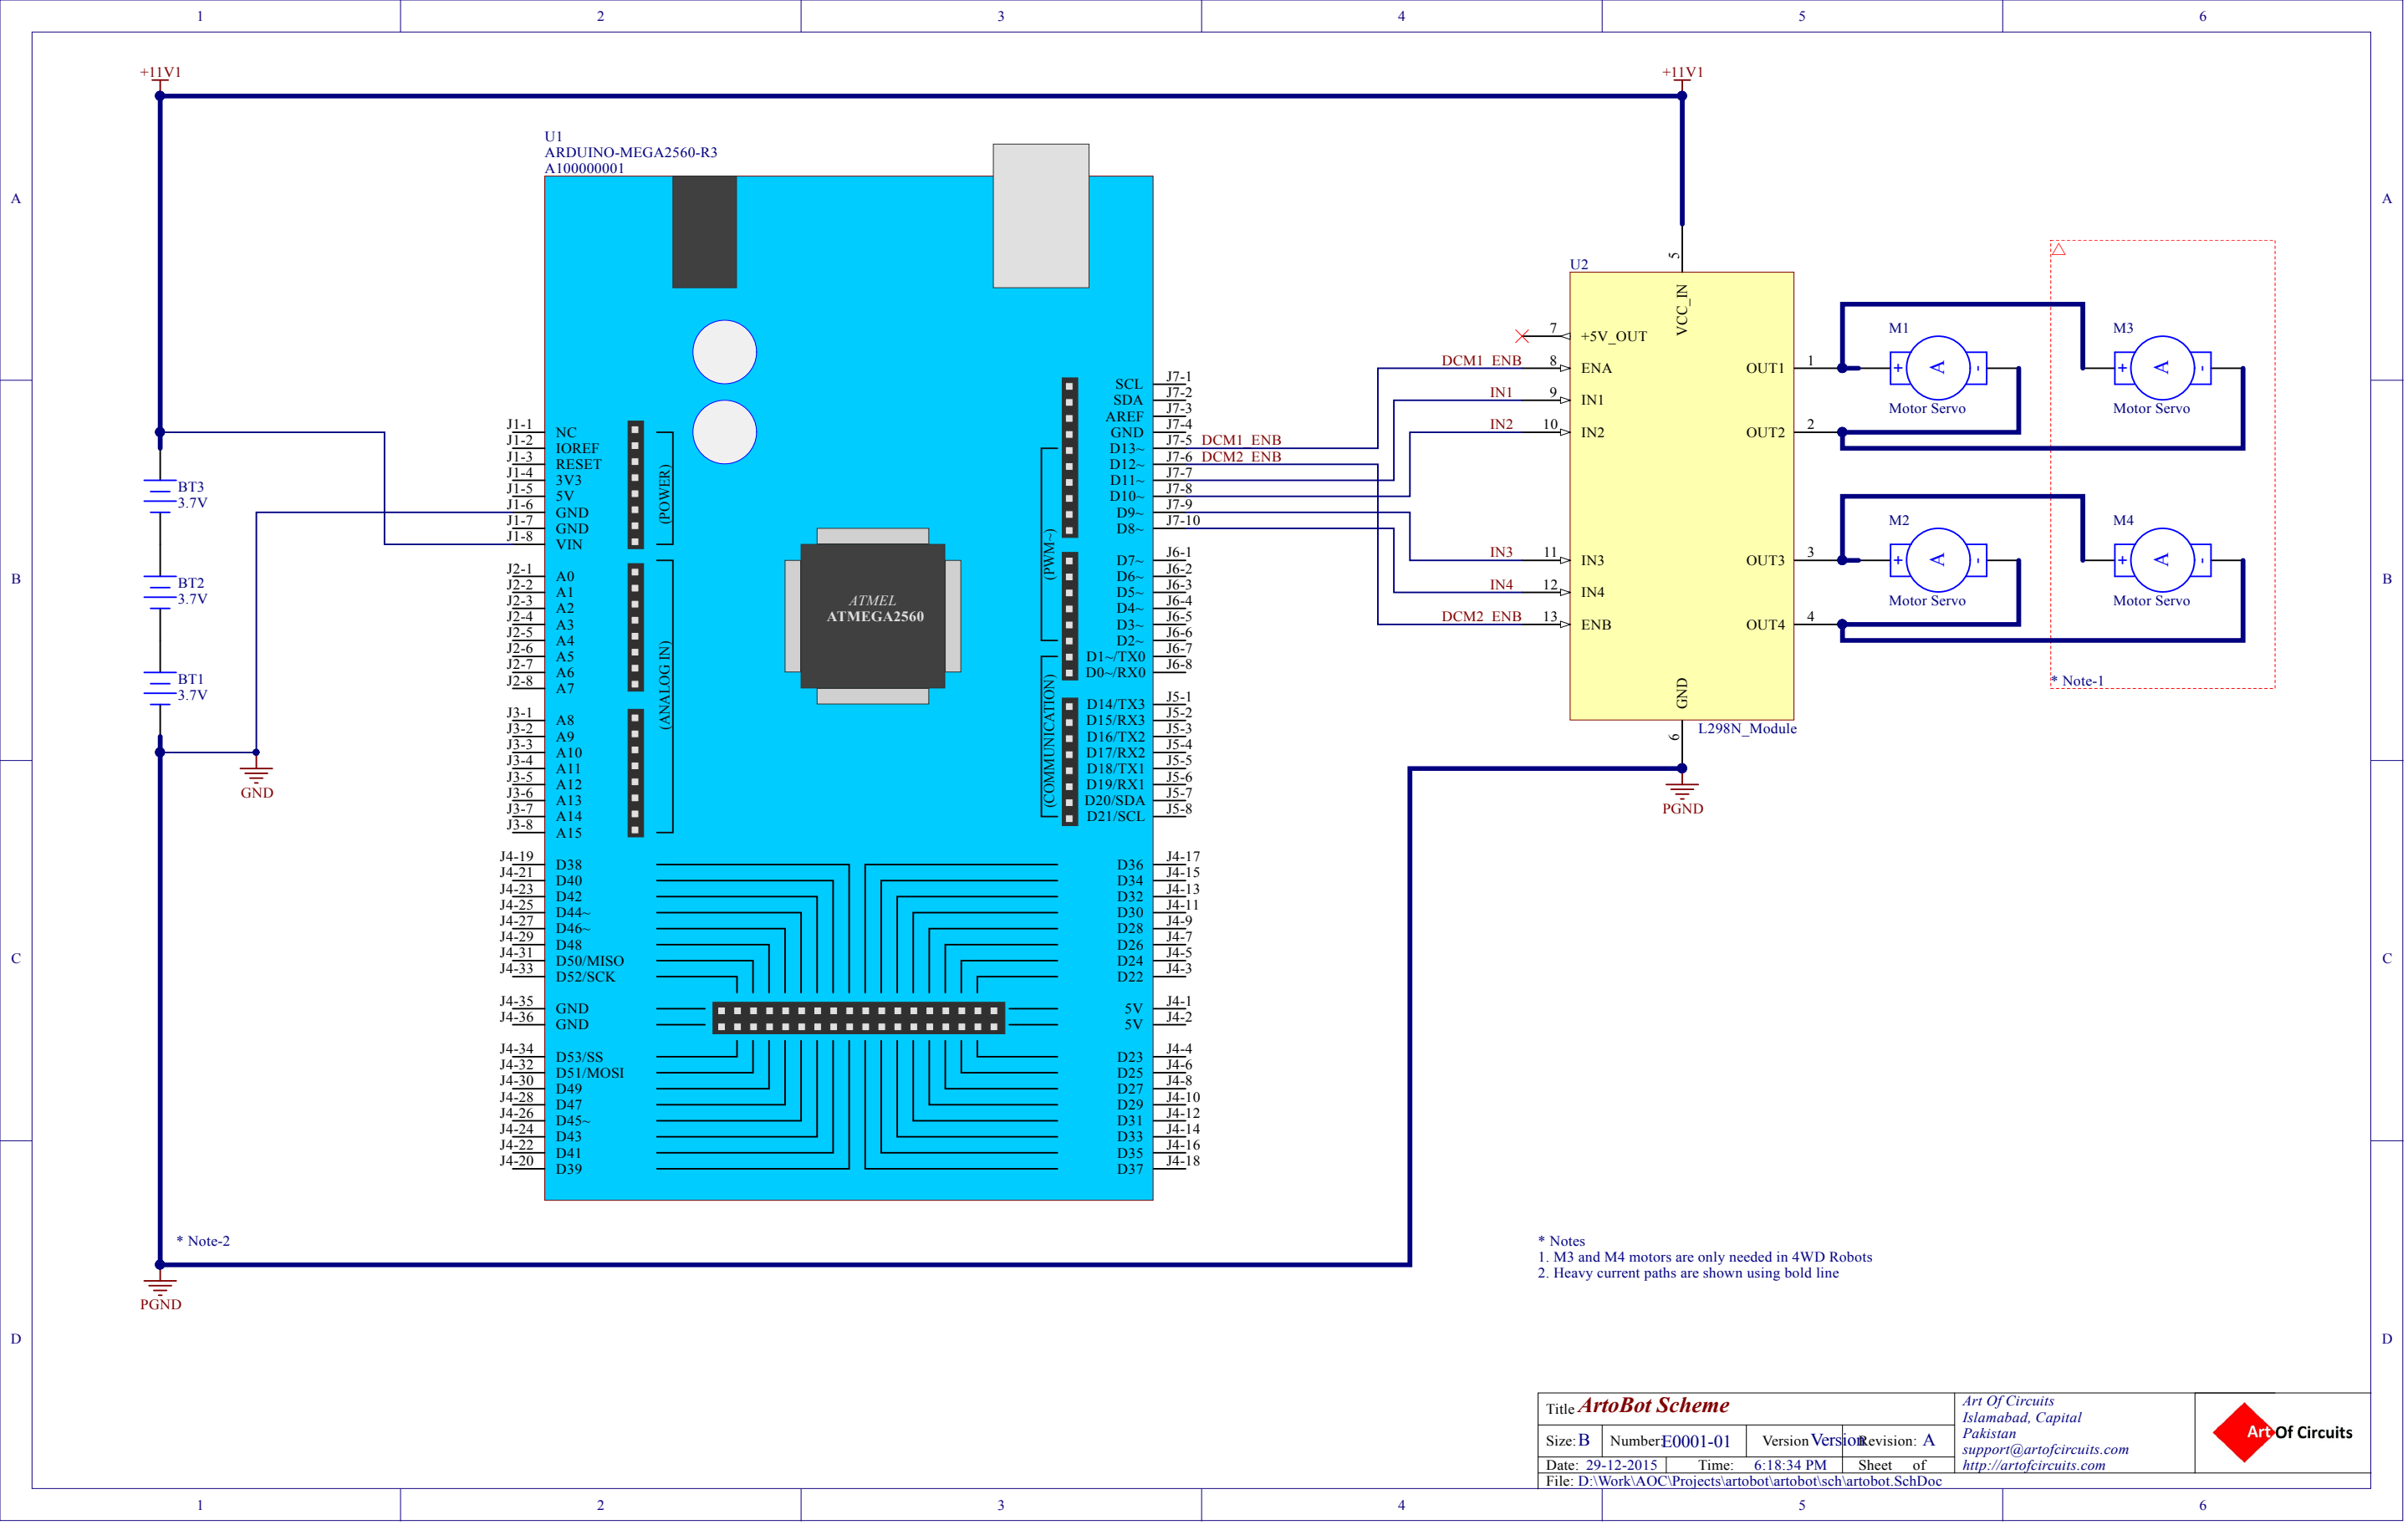 1 2 3 4 5 6
A A
B B
C C
D D
+11V1
+11V1
U1
ARDUINO-MEGA2560-R3
A100000001
J1-1 NC
J1-2 IOREF
J1-3 RESET
J1-4 3V3
J1-5 5V
J1-6 GND
J1-7 GND
J1-8 VIN
(POWER)
J2-1 A0
J2-2 A1
J2-3 A2
J2-4 A3
J2-5 A4
J2-6 A5
J2-7 A6
J2-8 A7
(ANALOG IN)
J3-1 A8
J3-2 A9
J3-3 A10
J3-4 A11
J3-5 A12
J3-6 A13
J3-7 A14
J3-8 A15
J4-19 D38
J4-21 D40
J4-23 D42
J4-25 D44~
J4-27 D46~
J4-29 D48
J4-31 D50/MISO
J4-33 D52/SCK
J4-35 GND
J4-36 GND
J4-34 D53/SS
J4-32 D51/MOSI
J4-30 D49
J4-28 D47
J4-26 D45~
J4-24 D43
J4-22 D41
J4-20 D39
ATMEL
ATMEGA2560
SCL J7-1
SDA J7-2
AREF J7-3
GND J7-4
D13~ J7-5 DCM1_ENB
D12~ J7-6 DCM2_ENB
D11~ J7-7
D10~ J7-8
D9~ J7-9
D8~ J7-10
(PWM~)
D7~ J6-1
D6~ J6-2
D5~ J6-3
D4~ J6-4
D3~ J6-5
D2~ J6-6
D1~/TX0 J6-7
D0~/RX0 J6-8
(COMMUNICATION)
D14/TX3 J5-1
D15/RX3 J5-2
D16/TX2 J5-3
D17/RX2 J5-4
D18/TX1 J5-5
D19/RX1 J5-6
D20/SDA J5-7
D21/SCL J5-8
D36 J4-17
D34 J4-15
D32 J4-13
D30 J4-11
D28 J4-9
D26 J4-7
D24 J4-5
D22 J4-3
5V J4-1
5V J4-2
D23 J4-4
D25 J4-6
D27 J4-8
D29 J4-10
D31 J4-12
D33 J4-14
D35 J4-16
D37 J4-18
BT3
3.7V
BT2
3.7V
BT1
3.7V
GND
* Note-2
PGND
U2
5
VCC_IN
7 +5V_OUT
DCM1_ENB 8 ENA
IN1 9 IN1
IN2 10 IN2
IN3 11 IN3
IN4 12 IN4
DCM2_ENB 13 ENB
OUT1 1
OUT2 2
OUT3 3
OUT4 4
GND
6
L298N_Module
PGND
M1
+ A -
Motor Servo
M3
+ A -
Motor Servo
M2
+ A -
Motor Servo
M4
+ A -
Motor Servo
* Note-1
* Notes
1. M3 and M4 motors are only needed in 4WD Robots
2. Heavy current paths are shown using bold line
Title ArtoBot Scheme
Size: B Number: E0001-01 Version Version Revision: A
Date: 29-12-2015 Time: 6:18:34 PM Sheet of
File: D:\Work\AOC\Projects\artobot\artobot\sch\artobot.SchDoc
Art Of Circuits
Islamabad, Capital
Pakistan
support@artofcircuits.com
http://artofcircuits.com
Art Of Circuits
1 2 3 4 5 6